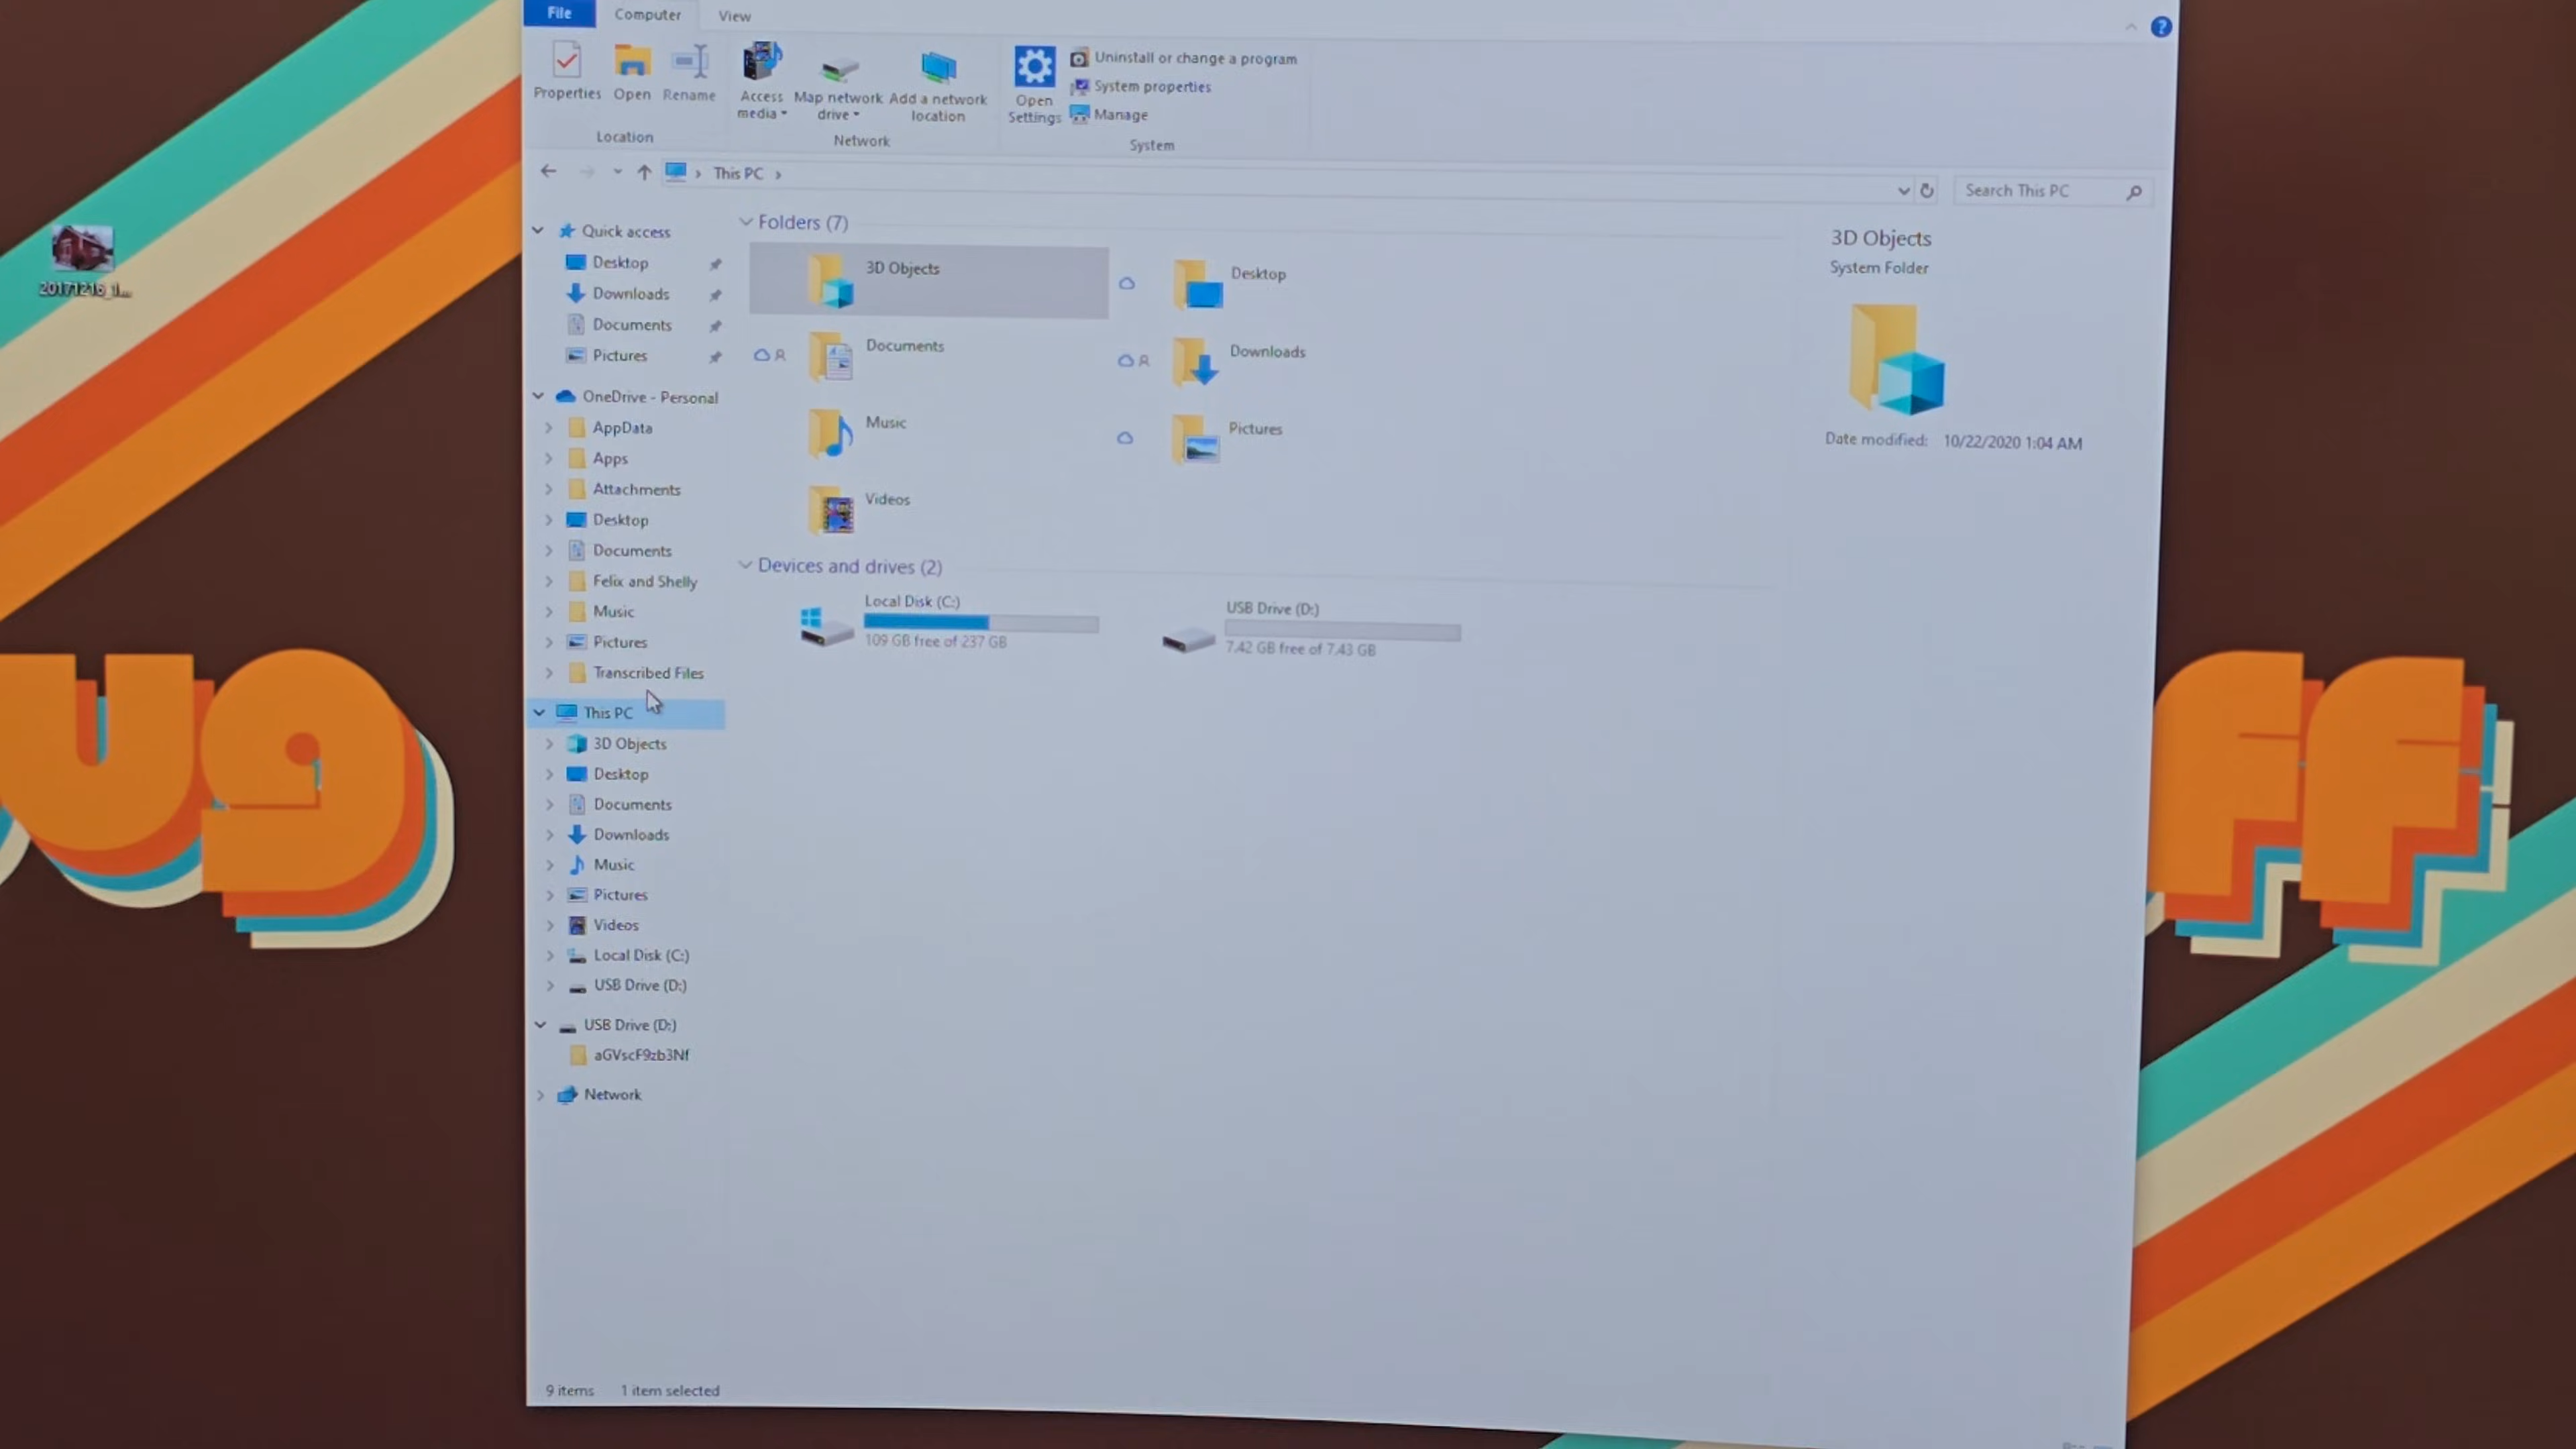 File
Computer
View
Properties
Open
Rename
Access media
Map network drive
Add a network location
Open Settings
Uninstall or change a program
System properties
Manage
Location
Network
System
This PC
Search This PC
Quick access
Desktop
Downloads
Documents
Pictures
OneDrive - Personal
AppData
Apps
Attachments
Desktop
Documents
Felix and Shelly
Music
Pictures
Transcribed Files
This PC
3D Objects
Desktop
Documents
Downloads
Music
Pictures
Videos
Local Disk (C:)
USB Drive (D:)
USB Drive (D:)
aGVscF9zb3Nf
Network
Folders (7)
3D Objects
Desktop
Documents
Downloads
Music
Pictures
Videos
Devices and drives (2)
Local Disk (C:)
109 GB free of 237 GB
USB Drive (D:)
7.42 GB free of 7.43 GB
3D Objects
System Folder
Date modified: 10/22/2020 1:04 AM
9 items 1 item selected
20171216_1...
ug
ff